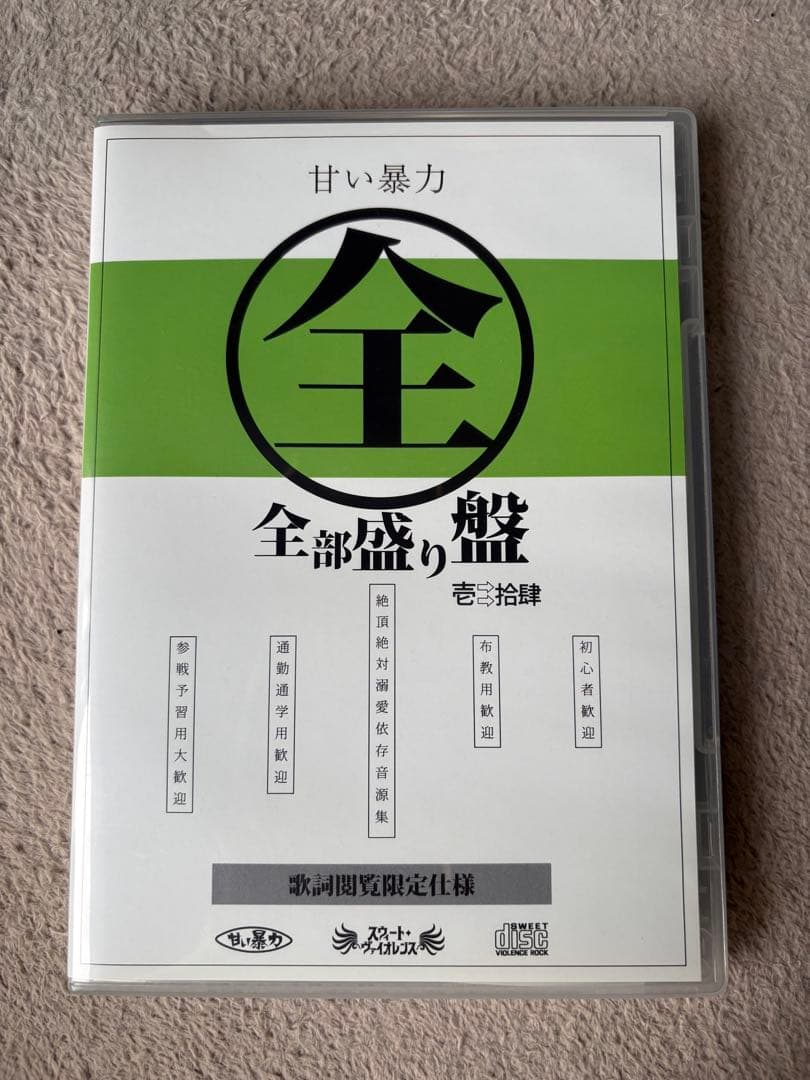 甘い暴力
全
全部盛り盤
壱⇨⇨拾肆
初心者歓迎
布教用歓迎
絶頂絶対溺愛依存音源集
通勤通学用歓迎
参戦予習用大歓迎
歌詞閲覧限定仕様
甘い暴力
スウィート・
ヴァイオレンス
SWEET
disc
VIOLENCE ROCK